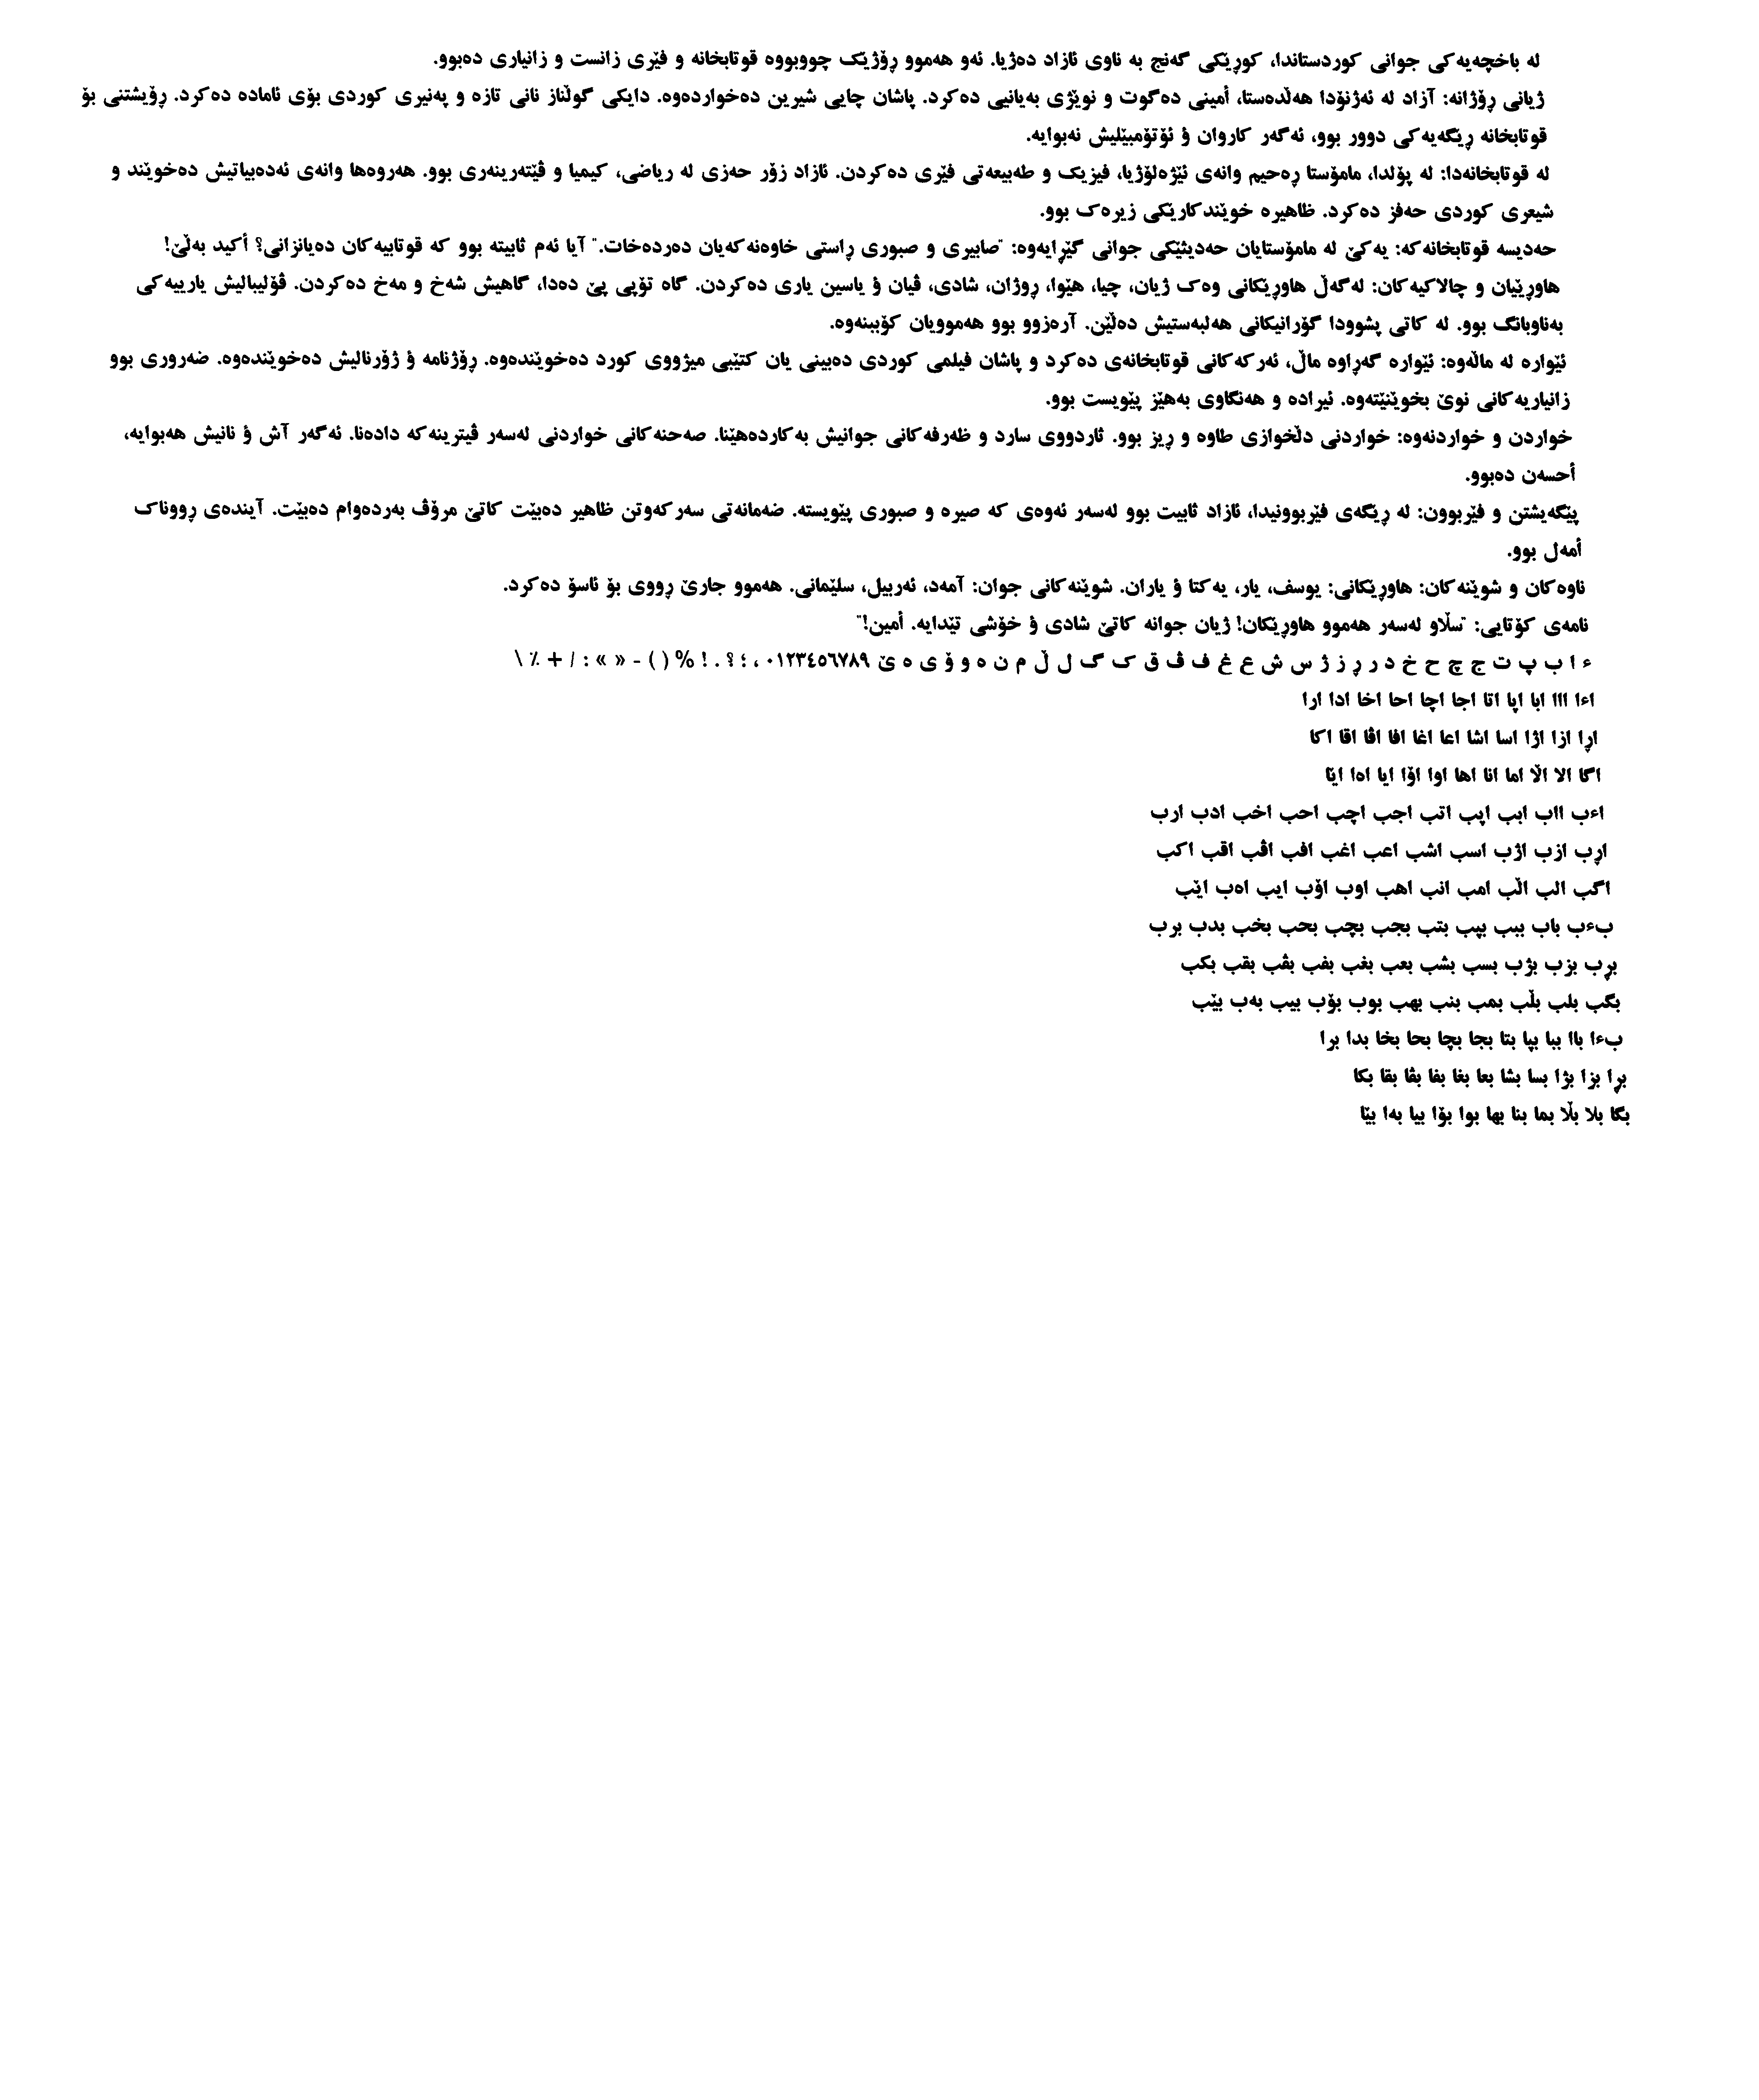 لە باخچەیەکی جوانی کوردستاندا، کوڕێکی گەنج بە ناوی ئازاد دەژیا. ئەو هەموو ڕۆژێک چووبووە قوتابخانە و فێری زانست و زانیاری دەبوو.
ژیانی ڕۆژانە: آزاد لە ئەژنۆدا هەڵدەستا، أمینی دەگوت و نوێژی بەیانیی دەکرد. پاشان چایی شیرین دەخواردەوە. دایکی گوڵناز نانی تازە و پەنیری کوردی بۆی ئامادە دەکرد. ڕۆیشتنی بۆ
قوتابخانە ڕێگەیەکی دوور بوو، ئەگەر کاروان ؤ ئۆتۆمبێلیش نەبوایە.
لە قوتابخانەدا: لە پۆلدا، مامۆستا ڕەحیم وانەی ئێژەلۆژیا، فیزیک و طەبیعەتی فێری دەکردن. ئازاد زۆر حەزی لە ریاضی، کیمیا و ڤێتەرینەری بوو. هەروەها وانەی ئەدەبیاتیش دەخوێند و
شیعری کوردی حەفز دەکرد. ظاهیرە خوێندکارێکی زیرەک بوو.
حەدیسە قوتابخانەکە: یەکێ لە مامۆستایان حەدیثێکی جوانی گێڕایەوە: "صابیری و صبوری ڕاستی خاوەنەکەیان دەردەخات." آیا ئەم ثابیتە بوو کە قوتابیەکان دەیانزانی؟ أکید بەڵێ!
هاوڕێیان و چالاکیەکان: لەگەڵ هاوڕێکانی وەک ژیان، چیا، هێوا، ڕوژان، شادی، ڤیان ؤ یاسین یاری دەکردن. گاە تۆپی پێ دەدا، گاهیش شەخ و مەخ دەکردن. ڤۆلیبالیش یارییەکی
بەناوبانگ بوو. لە کاتی پشوودا گۆرانیکانی هەلبەستیش دەڵێن. آرەزوو بوو هەموویان کۆببنەوە.
ئێوارە لە ماڵەوە: ئێوارە گەڕاوە ماڵ، ئەرکەکانی قوتابخانەی دەکرد و پاشان فیلمی کوردی دەبینی یان کتێبی میژووی کورد دەخوێندەوە. ڕۆژنامە ؤ ژۆرنالیش دەخوێندەوە. ضەروری بوو
زانیاریەکانی نوێ بخوێنێتەوە. ئیرادە و هەنگاوی بەهێز پێویست بوو.
خواردن و خواردنەوە: خواردنی دڵخوازی طاوە و ڕیز بوو. ئاردووی سارد و ظەرفەکانی جوانیش بەکاردەهێنا. صەحنەکانی خواردنی لەسەر ڤیترینەکە دادەنا. ئەگەر آش ؤ نانیش هەبوایە،
أحسەن دەبوو.
پێگەیشتن و فێربوون: لە ڕێگەی فێربوونیدا، ئازاد ثابیت بوو لەسەر ئەوەی کە صیرە و صبوری پێویستە. ضەمانەتی سەرکەوتن ظاهیر دەبێت کاتێ مرۆڤ بەردەوام دەبێت. آیندەی ڕووناک
أمەل بوو.
ناوەکان و شوێنەکان: هاوڕێکانی: یوسف، یار، یەکتا ؤ یاران. شوێنەکانی جوان: آمەد، ئەربیل، سلێمانی. هەموو جارێ ڕووی بۆ ئاسۆ دەکرد.
نامەی کۆتایی: "سڵاو لەسەر هەموو هاوڕێکان! ژیان جوانە کاتێ شادی ؤ خۆشی تێدایە. أمین!"
ء ا ب پ ت ج چ ح خ د ر ڕ ز ژ س ش ع غ ف ڤ ق ک گ ل ڵ م ن ە و ۆ ی ە ێ ٠١٢٣٤٥٦٧٨٩ ، ؛ ؟ . ! % ( ) - « » : / + ٪ \
اءا ااا ابا اپا اتا اجا اچا احا اخا ادا ارا
اڕا ازا اژا اسا اشا اعا اغا افا اڤا اقا اکا
اگا الا اڵا اما انا اها اوا اۆا ایا اەا اێا
اءب ااب ابب اپب اتب اجب اچب احب اخب ادب ارب
اڕب ازب اژب اسب اشب اعب اغب افب اڤب اقب اکب
اگب الب اڵب امب انب اهب اوب اۆب ایب اەب اێب
بءب باب ببب بپب بتب بجب بچب بحب بخب بدب برب
بڕب بزب بژب بسب بشب بعب بغب بفب بڤب بقب بکب
بگب بلب بڵب بمب بنب بهب بوب بۆب بیب بەب بێب
بءا باا ببا بپا بتا بجا بچا بحا بخا بدا برا
بڕا بزا بژا بسا بشا بعا بغا بفا بڤا بقا بکا
بگا بلا بڵا بما بنا بها بوا بۆا بیا بەا بێا